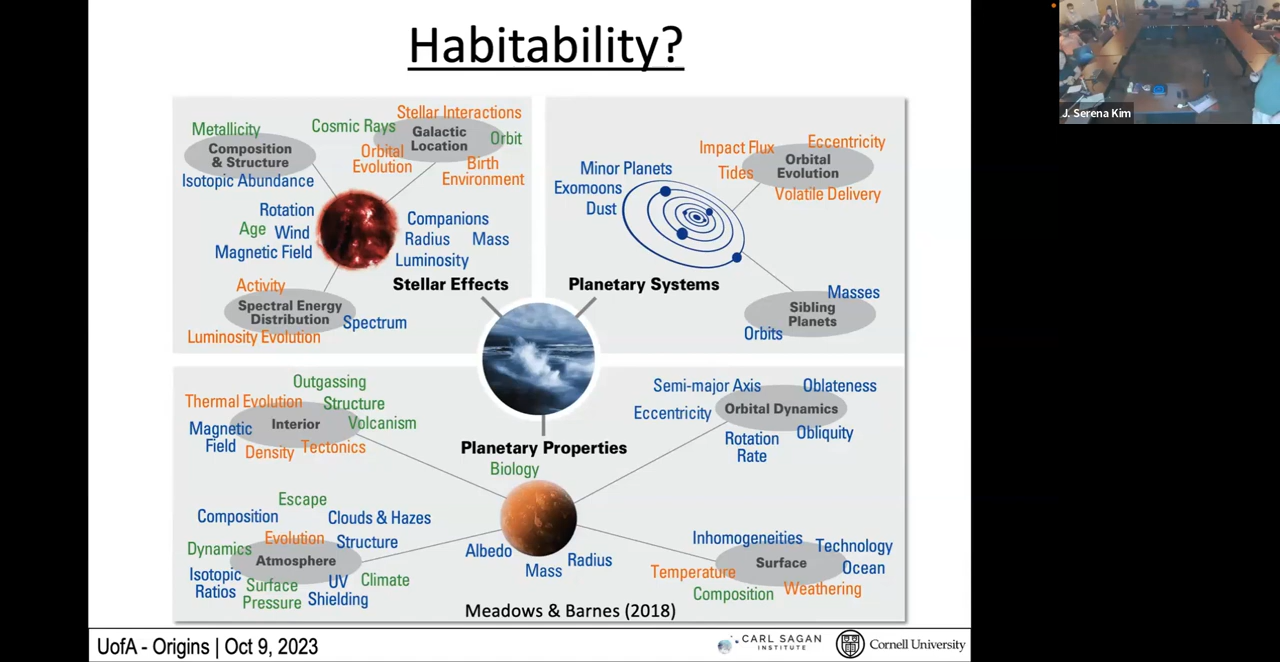 Habitability?
Stellar Interactions
Metallicity
Cosmic Rays
Galactic
Location
Orbit
Composition
& Structure
Orbital
Evolution
Birth
Environment
Isotopic Abundance
Rotation
Age
Wind
Magnetic Field
Companions
Radius
Mass
Luminosity
Activity
Spectral Energy
Distribution
Spectrum
Luminosity Evolution
Stellar Effects
Impact Flux
Eccentricity
Orbital
Evolution
Tides
Volatile Delivery
Minor Planets
Exomoons
Dust
Planetary Systems
Masses
Sibling
Planets
Orbits
Outgassing
Thermal Evolution
Structure
Interior
Volcanism
Magnetic
Field
Density
Tectonics
Planetary Properties
Biology
Semi-major Axis
Oblateness
Eccentricity
Orbital Dynamics
Rotation
Rate
Obliquity
Escape
Composition
Clouds & Hazes
Evolution
Structure
Dynamics
Atmosphere
Isotopic
Ratios
Surface
Pressure
UV
Shielding
Climate
Albedo
Mass
Radius
Inhomogeneities
Technology
Surface
Ocean
Temperature
Weathering
Composition
Meadows & Barnes (2018)
UofA - Origins | Oct 9, 2023
CARL SAGAN
INSTITUTE
Cornell University
J. Serena Kim